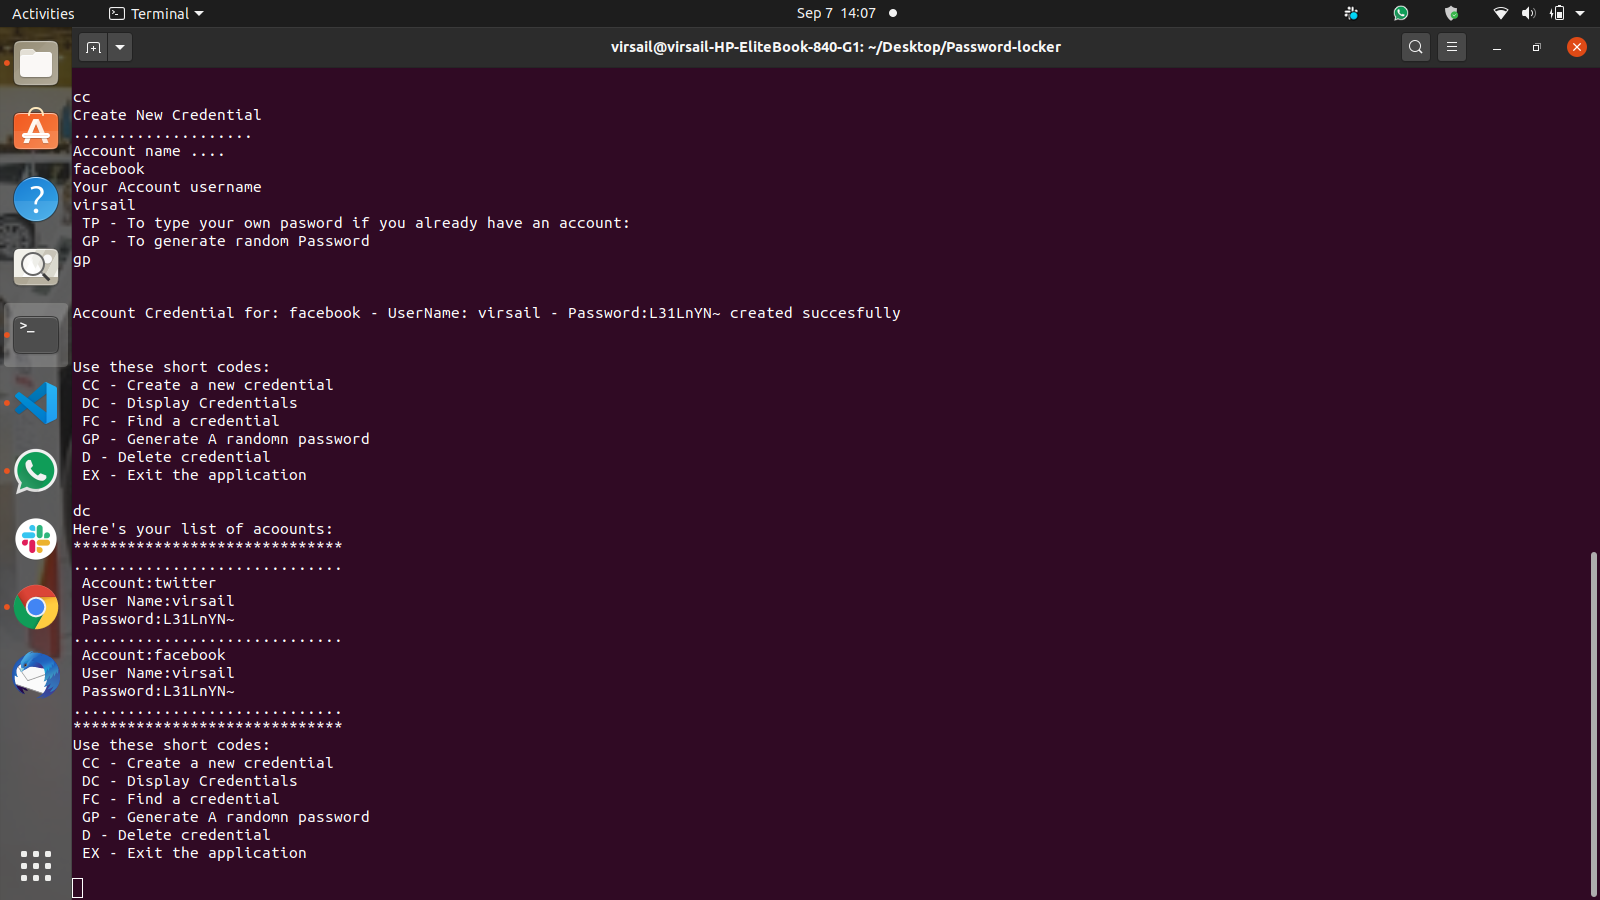 Activities
Terminal
Sep 7 14:07
virsail@virsail-HP-EliteBook-840-G1: ~/Desktop/Password-locker
cc
Create New Credential
....................
Account name ....
facebook
Your Account username
virsail
TP - To type your own pasword if you already have an account:
GP - To generate random Password
gp
Account Credential for: facebook - UserName: virsail - Password:L31LnYN~ created succesfully
Use these short codes:
CC - Create a new credential
DC - Display Credentials
FC - Find a credential
GP - Generate A randomn password
D - Delete credential
EX - Exit the application
dc
Here's your list of acoounts:
******************************
..............................
Account:twitter
User Name:virsail
Password:L31LnYN~
..............................
Account:facebook
User Name:virsail
Password:L31LnYN~
..............................
******************************
Use these short codes:
CC - Create a new credential
DC - Display Credentials
FC - Find a credential
GP - Generate A randomn password
D - Delete credential
EX - Exit the application